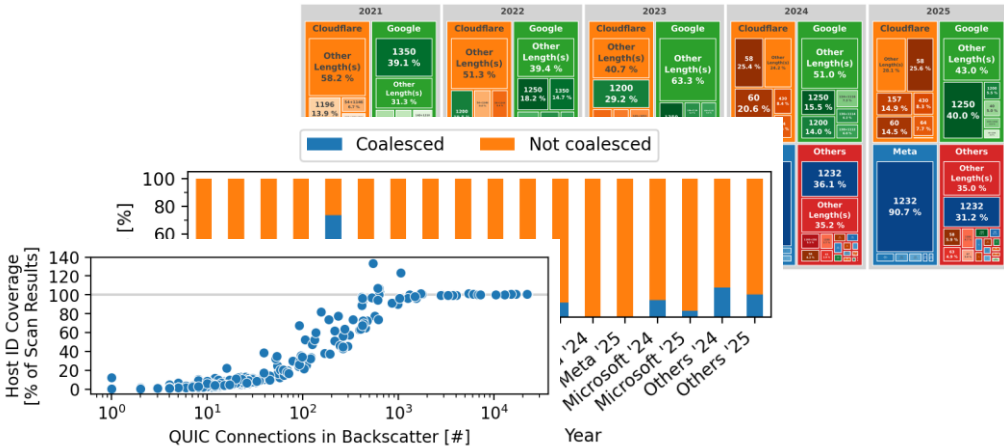 2021
2022
2023
2024
2025
Cloudflare
Google
Cloudflare
Google
Cloudflare
Google
Cloudflare
Google
Cloudflare
Google
Other
Length(s)
58.2 %
1350
39.1 %
Other
Length(s)
31.3 %
1196
13.9 %
Other
Length(s)
51.3 %
Other
Length(s)
39.4 %
1250
18.2 %
1350
14.7 %
1200
Other
Length(s)
40.7 %
1200
29.2 %
Other
Length(s)
63.3 %
58
25.4 %
60
20.6 %
Other
Length(s)
51.0 %
1250
15.5 %
1200
14.0 %
58
25.6 %
157
14.9 %
430
8.3 %
60
14.5 %
64
7.7 %
Other
Length(s)
43.0 %
1250
40.0 %
Others
1232
36.1 %
Other
Length(s)
35.2 %
Meta
1232
90.7 %
Others
Other
Length(s)
35.0 %
1232
31.2 %
Coalesced
Not coalesced
100
80
60
[%]
'24
Meta '25
Microsoft '24
Microsoft '25
Others '24
Others '25
Year
Host ID Coverage
[% of Scan Results]
140
120
100
80
60
40
20
0
10⁰
10¹
10²
10³
10⁴
QUIC Connections in Backscatter [#]